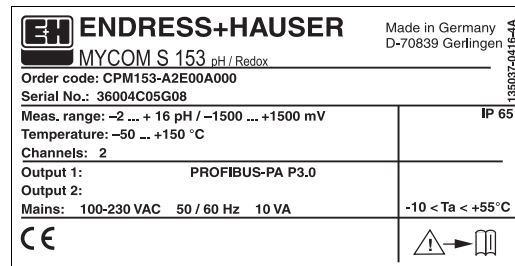 E+H ENDRESS+HAUSER
MYCOM S 153 pH / Redox
Made in Germany
D-70839 Gerlingen
135037-0416-4A
Order code: CPM153-A2E00A000
Serial No.: 36004C05G08
Meas. range: –2 ... + 16 pH / –1500 ... +1500 mV
IP 65
Temperature: –50 ... +150 °C
Channels: 2
Output 1: PROFIBUS-PA P3.0
Output 2:
Mains: 100-230 VAC 50 / 60 Hz 10 VA
-10 < Ta < +55°C
CE